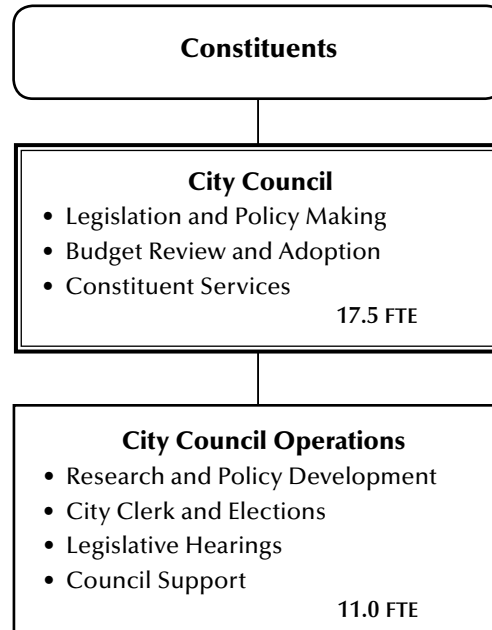 Constituents
City Council
• Legislation and Policy Making
• Budget Review and Adoption
• Constituent Services
17.5 FTE
City Council Operations
• Research and Policy Development
• City Clerk and Elections
• Legislative Hearings
• Council Support
11.0 FTE